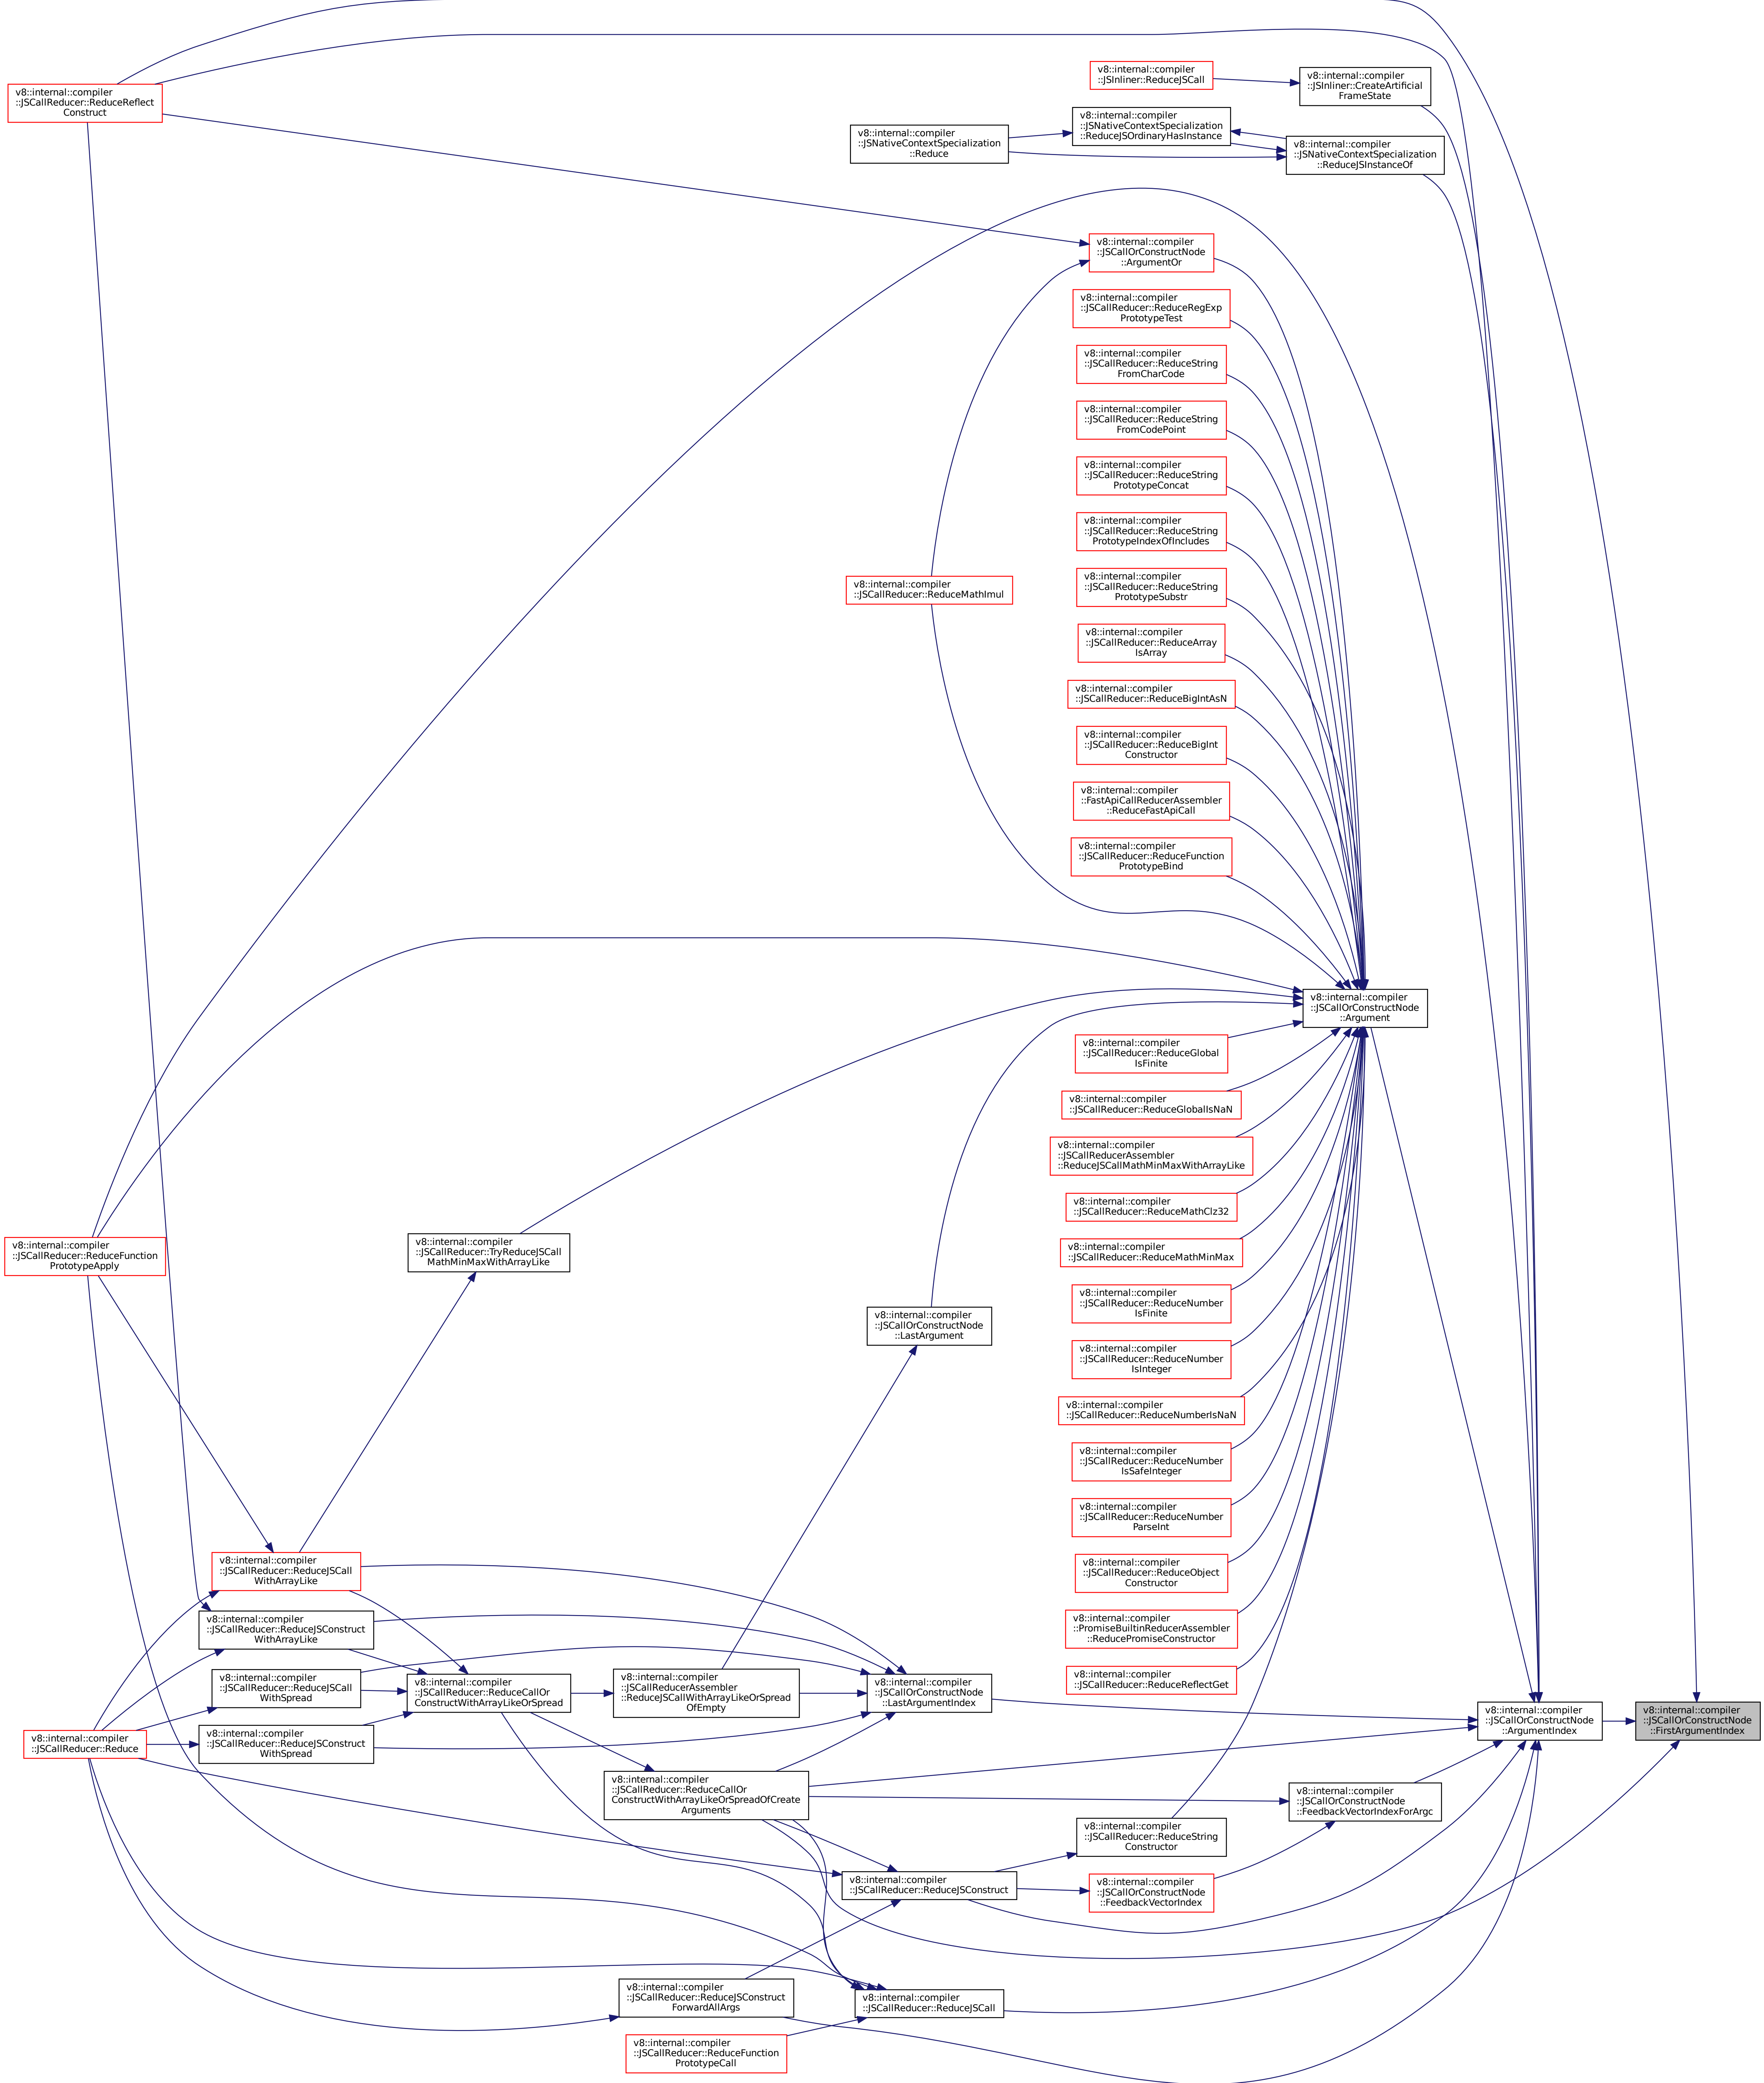 v8::internal::compiler
::JSCallReducer::ReduceReflect
Construct
v8::internal::compiler
::JSInliner::ReduceJSCall
v8::internal::compiler
::JSInliner::CreateArtificial
FrameState
v8::internal::compiler
::JSNativeContextSpecialization
::ReduceJSOrdinaryHasInstance
v8::internal::compiler
::JSNativeContextSpecialization
::Reduce
v8::internal::compiler
::JSNativeContextSpecialization
::ReduceJSInstanceOf
v8::internal::compiler
::JSCallOrConstructNode
::ArgumentOr
v8::internal::compiler
::JSCallReducer::ReduceRegExp
PrototypeTest
v8::internal::compiler
::JSCallReducer::ReduceString
FromCharCode
v8::internal::compiler
::JSCallReducer::ReduceString
FromCodePoint
v8::internal::compiler
::JSCallReducer::ReduceString
PrototypeConcat
v8::internal::compiler
::JSCallReducer::ReduceString
PrototypeIndexOfIncludes
v8::internal::compiler
::JSCallReducer::ReduceMathImul
v8::internal::compiler
::JSCallReducer::ReduceString
PrototypeSubstr
v8::internal::compiler
::JSCallReducer::ReduceArray
IsArray
v8::internal::compiler
::JSCallReducer::ReduceBigIntAsN
v8::internal::compiler
::JSCallReducer::ReduceBigInt
Constructor
v8::internal::compiler
::FastApiCallReducerAssembler
::ReduceFastApiCall
v8::internal::compiler
::JSCallReducer::ReduceFunction
PrototypeBind
v8::internal::compiler
::JSCallOrConstructNode
::Argument
v8::internal::compiler
::JSCallReducer::ReduceGlobal
IsFinite
v8::internal::compiler
::JSCallReducer::ReduceGlobalIsNaN
v8::internal::compiler
::JSCallReducerAssembler
::ReduceJSCallMathMinMaxWithArrayLike
v8::internal::compiler
::JSCallReducer::ReduceMathClz32
v8::internal::compiler
::JSCallReducer::ReduceFunction
PrototypeApply
v8::internal::compiler
::JSCallReducer::TryReduceJSCall
MathMinMaxWithArrayLike
v8::internal::compiler
::JSCallReducer::ReduceMathMinMax
v8::internal::compiler
::JSCallReducer::ReduceNumber
IsFinite
v8::internal::compiler
::JSCallOrConstructNode
::LastArgument
v8::internal::compiler
::JSCallReducer::ReduceNumber
IsInteger
v8::internal::compiler
::JSCallReducer::ReduceNumberIsNaN
v8::internal::compiler
::JSCallReducer::ReduceNumber
IsSafeInteger
v8::internal::compiler
::JSCallReducer::ReduceNumber
ParseInt
v8::internal::compiler
::JSCallReducer::ReduceJSCall
WithArrayLike
v8::internal::compiler
::JSCallReducer::ReduceObject
Constructor
v8::internal::compiler
::JSCallReducer::ReduceJSConstruct
WithArrayLike
v8::internal::compiler
::PromiseBuiltinReducerAssembler
::ReducePromiseConstructor
v8::internal::compiler
::JSCallReducer::ReduceJSCall
WithSpread
v8::internal::compiler
::JSCallReducer::ReduceCallOr
ConstructWithArrayLikeOrSpread
v8::internal::compiler
::JSCallReducerAssembler
::ReduceJSCallWithArrayLikeOrSpread
OfEmpty
v8::internal::compiler
::JSCallOrConstructNode
::LastArgumentIndex
v8::internal::compiler
::JSCallReducer::ReduceReflectGet
v8::internal::compiler
::JSCallOrConstructNode
::ArgumentIndex
v8::internal::compiler
::JSCallOrConstructNode
::FirstArgumentIndex
v8::internal::compiler
::JSCallReducer::Reduce
v8::internal::compiler
::JSCallReducer::ReduceJSConstruct
WithSpread
v8::internal::compiler
::JSCallReducer::ReduceCallOr
ConstructWithArrayLikeOrSpreadOfCreate
Arguments
v8::internal::compiler
::JSCallOrConstructNode
::FeedbackVectorIndexForArgc
v8::internal::compiler
::JSCallReducer::ReduceString
Constructor
v8::internal::compiler
::JSCallReducer::ReduceJSConstruct
v8::internal::compiler
::JSCallOrConstructNode
::FeedbackVectorIndex
v8::internal::compiler
::JSCallReducer::ReduceJSConstruct
ForwardAllArgs
v8::internal::compiler
::JSCallReducer::ReduceJSCall
v8::internal::compiler
::JSCallReducer::ReduceFunction
PrototypeCall